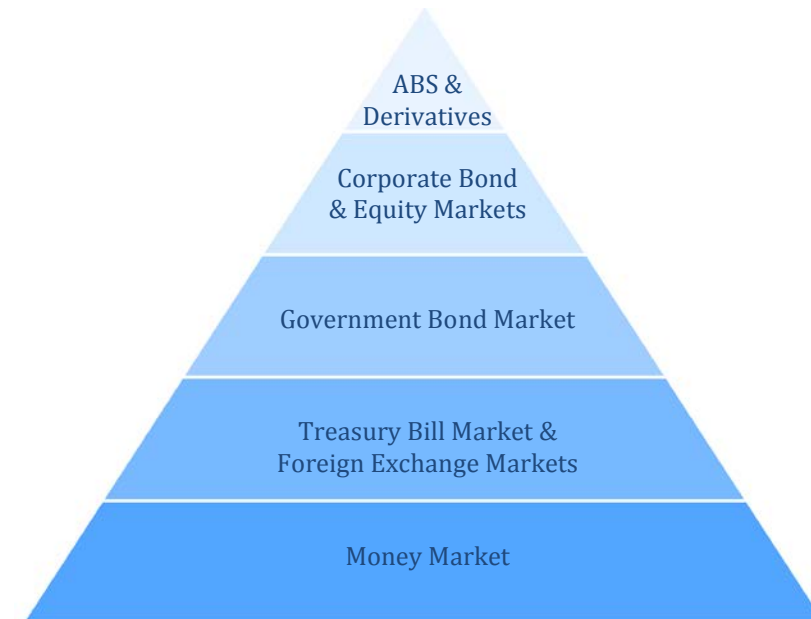 ABS &
Derivatives
Corporate Bond
& Equity Markets
Government Bond Market
Treasury Bill Market &
Foreign Exchange Markets
Money Market